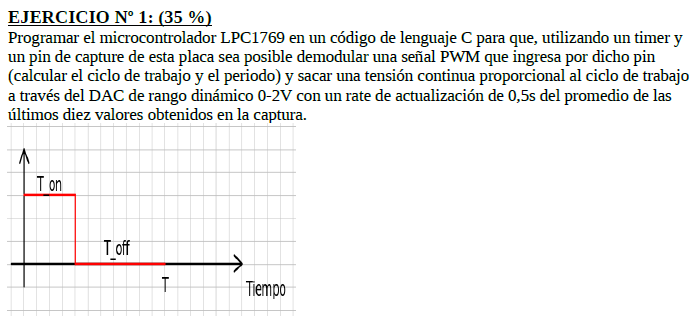 EJERCICIO Nº 1: (35 %)
Programar el microcontrolador LPC1769 en un código de lenguaje C para que, utilizando un timer y
un pin de capture de esta placa sea posible demodular una señal PWM que ingresa por dicho pin
(calcular el ciclo de trabajo y el periodo) y sacar una tensión continua proporcional al ciclo de trabajo
a través del DAC de rango dinámico 0-2V con un rate de actualización de 0,5s del promedio de las
últimos diez valores obtenidos en la captura.
T_on
T_off
T
Tiempo